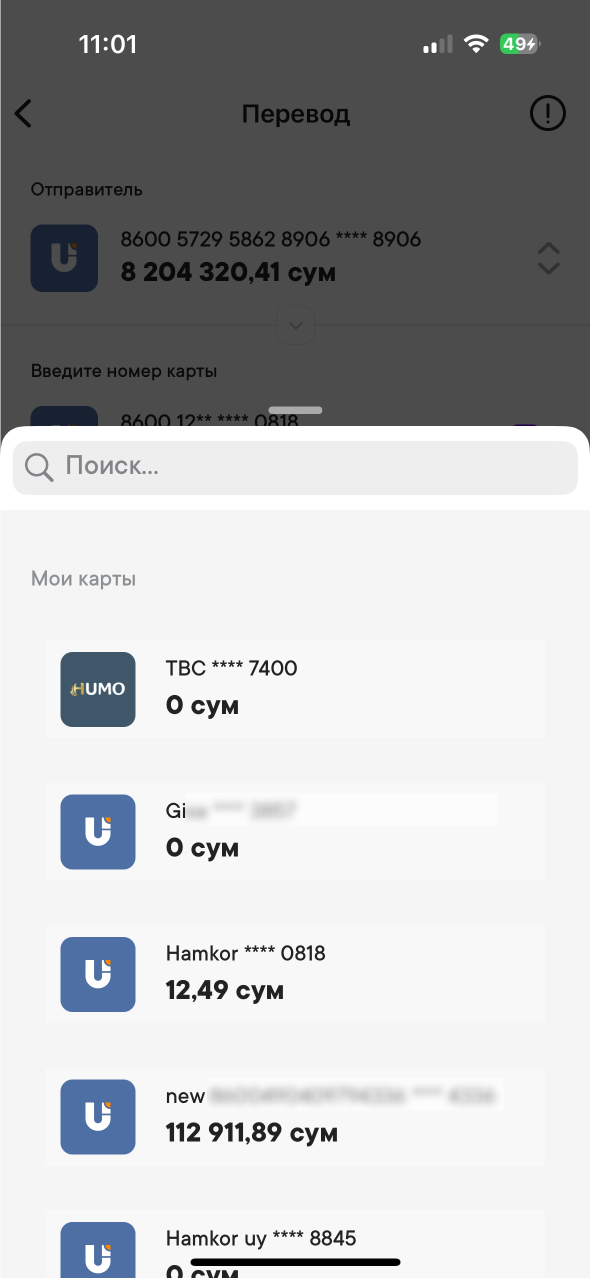 11:01
49
Перевод
Отправитель
8600 5729 5862 8906 **** 8906
8 204 320,41 сум
Введите номер карты
8600 12** **** 0818
Поиск...
Мои карты
HUMO
TBC **** 7400
0 сум
Gi
0 сум
Hamkor **** 0818
12,49 сум
new
112 911,89 сум
Hamkor uy **** 8845
0 сум